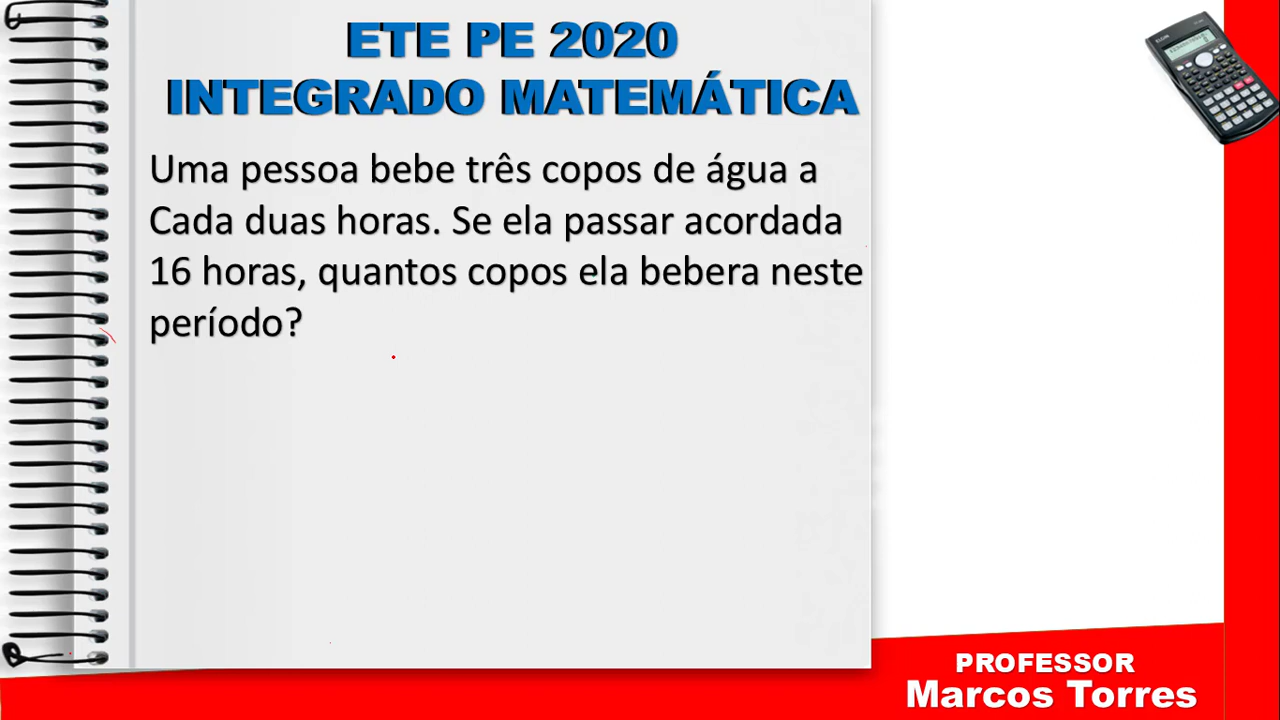 ETE PE 2020
INTEGRADO MATEMÁTICA
Uma pessoa bebe três copos de água a
Cada duas horas. Se ela passar acordada
16 horas, quantos copos ela bebera neste
período?
PROFESSOR
Marcos Torres